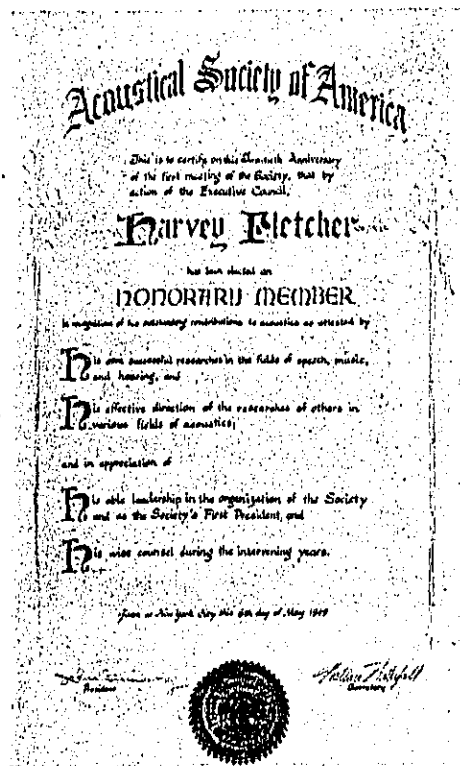 Acoustical Society of America
This is to certify on this Twentieth Anniversary
of the first meeting of the Society, that by
action of the Executive Council,
Harvey Fletcher
has been elected an
HONORARY MEMBER
in recognition of his outstanding contributions to acoustics as attested by
His own successful researches in the fields of speech, music,
and hearing, and
His effective direction of the researches of others in
various fields of acoustics;
and in appreciation of
His able leadership in the organization of the Society
and as the Society's First President, and
His wise counsel during the intervening years.
Given at New York City this 6th day of May 1949
President
Secretary